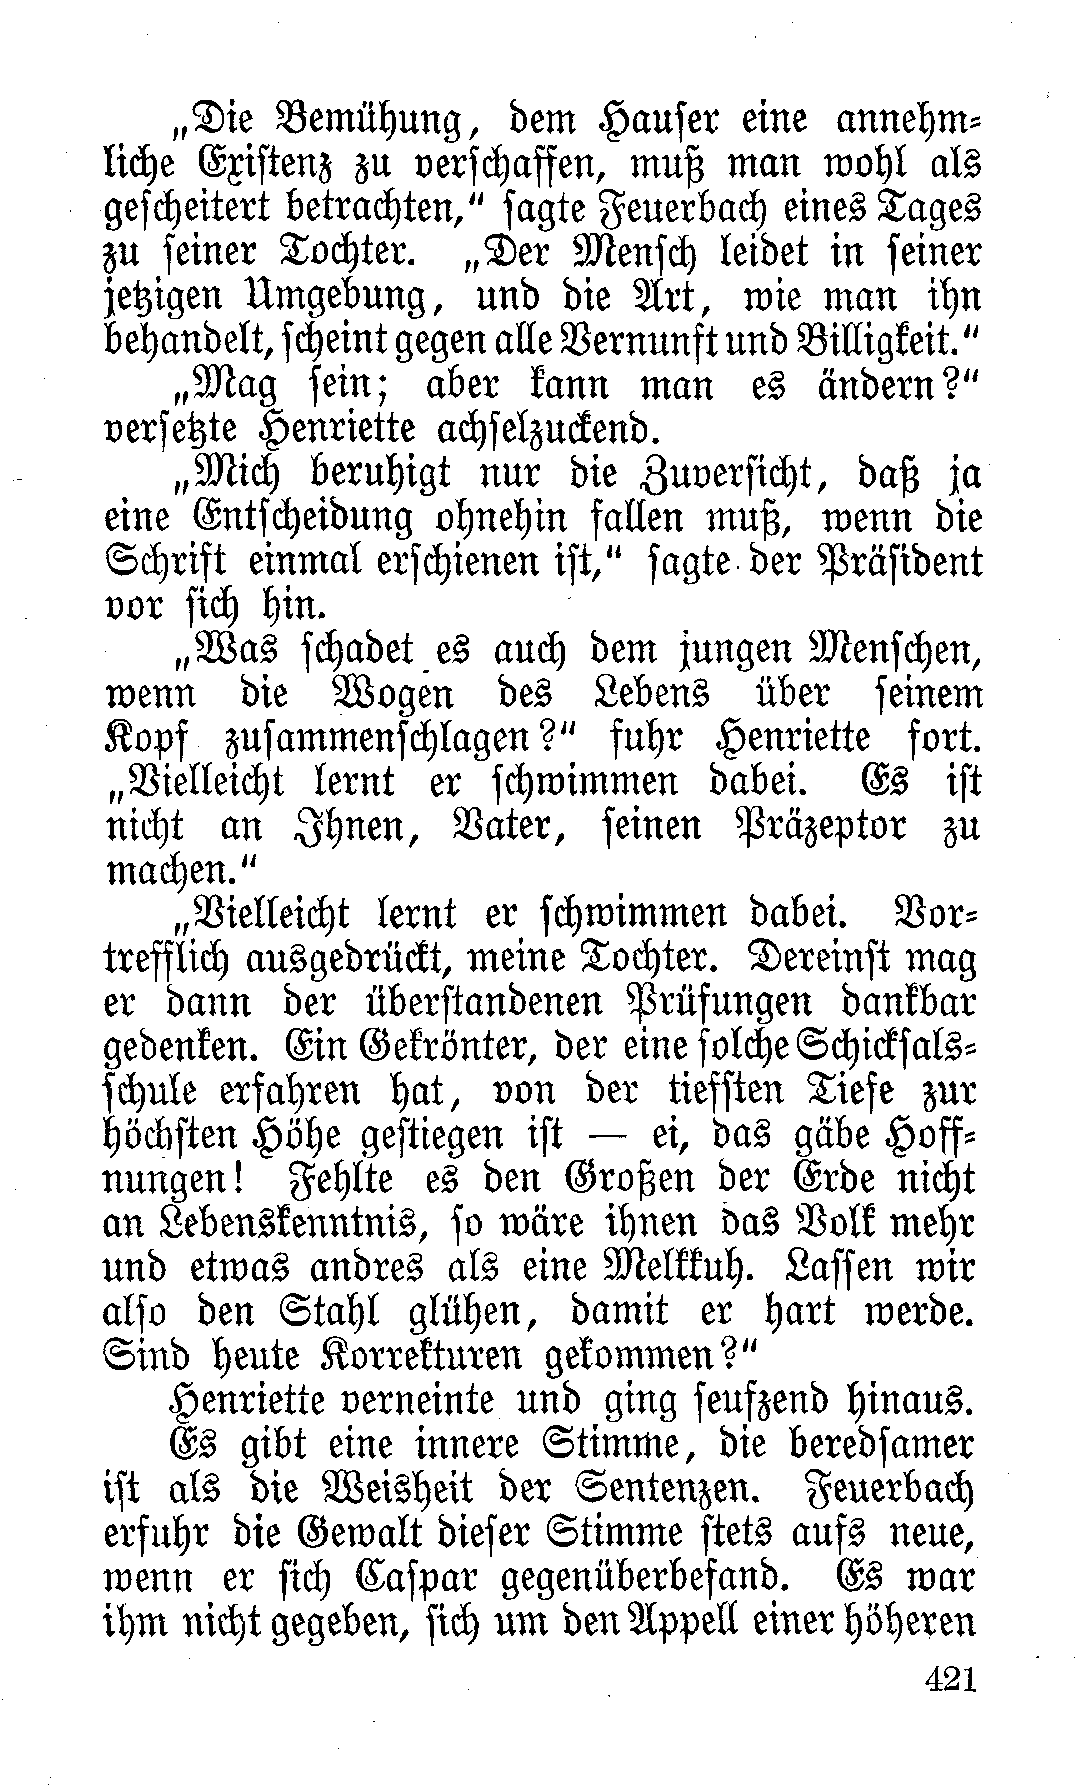 „Die Bemühung, dem Hauser eine annehm-
liche Existenz zu verschaffen, muß man wohl als
gescheitert betrachten,“ sagte Feuerbach eines Tages
zu seiner Tochter. „Der Mensch leidet in seiner
jetzigen Umgebung, und die Art, wie man ihn
behandelt, scheint gegen alle Vernunft und Billigkeit.“
„Mag sein; aber kann man es ändern?“
versetzte Henriette achselzuckend.
„Mich beruhigt nur die Zuversicht, daß ja
eine Entscheidung ohnehin fallen muß, wenn die
Schrift einmal erschienen ist,“ sagte der Präsident
vor sich hin.
„Was schadet es auch dem jungen Menschen,
wenn die Wogen des Lebens über seinem
Kopf zusammenschlagen?“ fuhr Henriette fort.
„Vielleicht lernt er schwimmen dabei. Es ist
nicht an Ihnen, Vater, seinen Präzeptor zu
machen.“
„Vielleicht lernt er schwimmen dabei. Vor-
trefflich ausgedrückt, meine Tochter. Dereinst mag
er dann der überstandenen Prüfungen dankbar
gedenken. Ein Gekrönter, der eine solche Schicksals-
schule erfahren hat, von der tiefsten Tiefe zur
höchsten Höhe gestiegen ist — ei, das gäbe Hoff-
nungen! Fehlte es den Großen der Erde nicht
an Lebenskenntnis, so wäre ihnen das Volk mehr
und etwas andres als eine Melkkuh. Lassen wir
also den Stahl glühen, damit er hart werde.
Sind heute Korrekturen gekommen?“
Henriette verneinte und ging seufzend hinaus.
Es gibt eine innere Stimme, die beredsamer
ist als die Weisheit der Sentenzen. Feuerbach
erfuhr die Gewalt dieser Stimme stets aufs neue,
wenn er sich Caspar gegenüberbefand. Es war
ihm nicht gegeben, sich um den Appell einer höheren
421